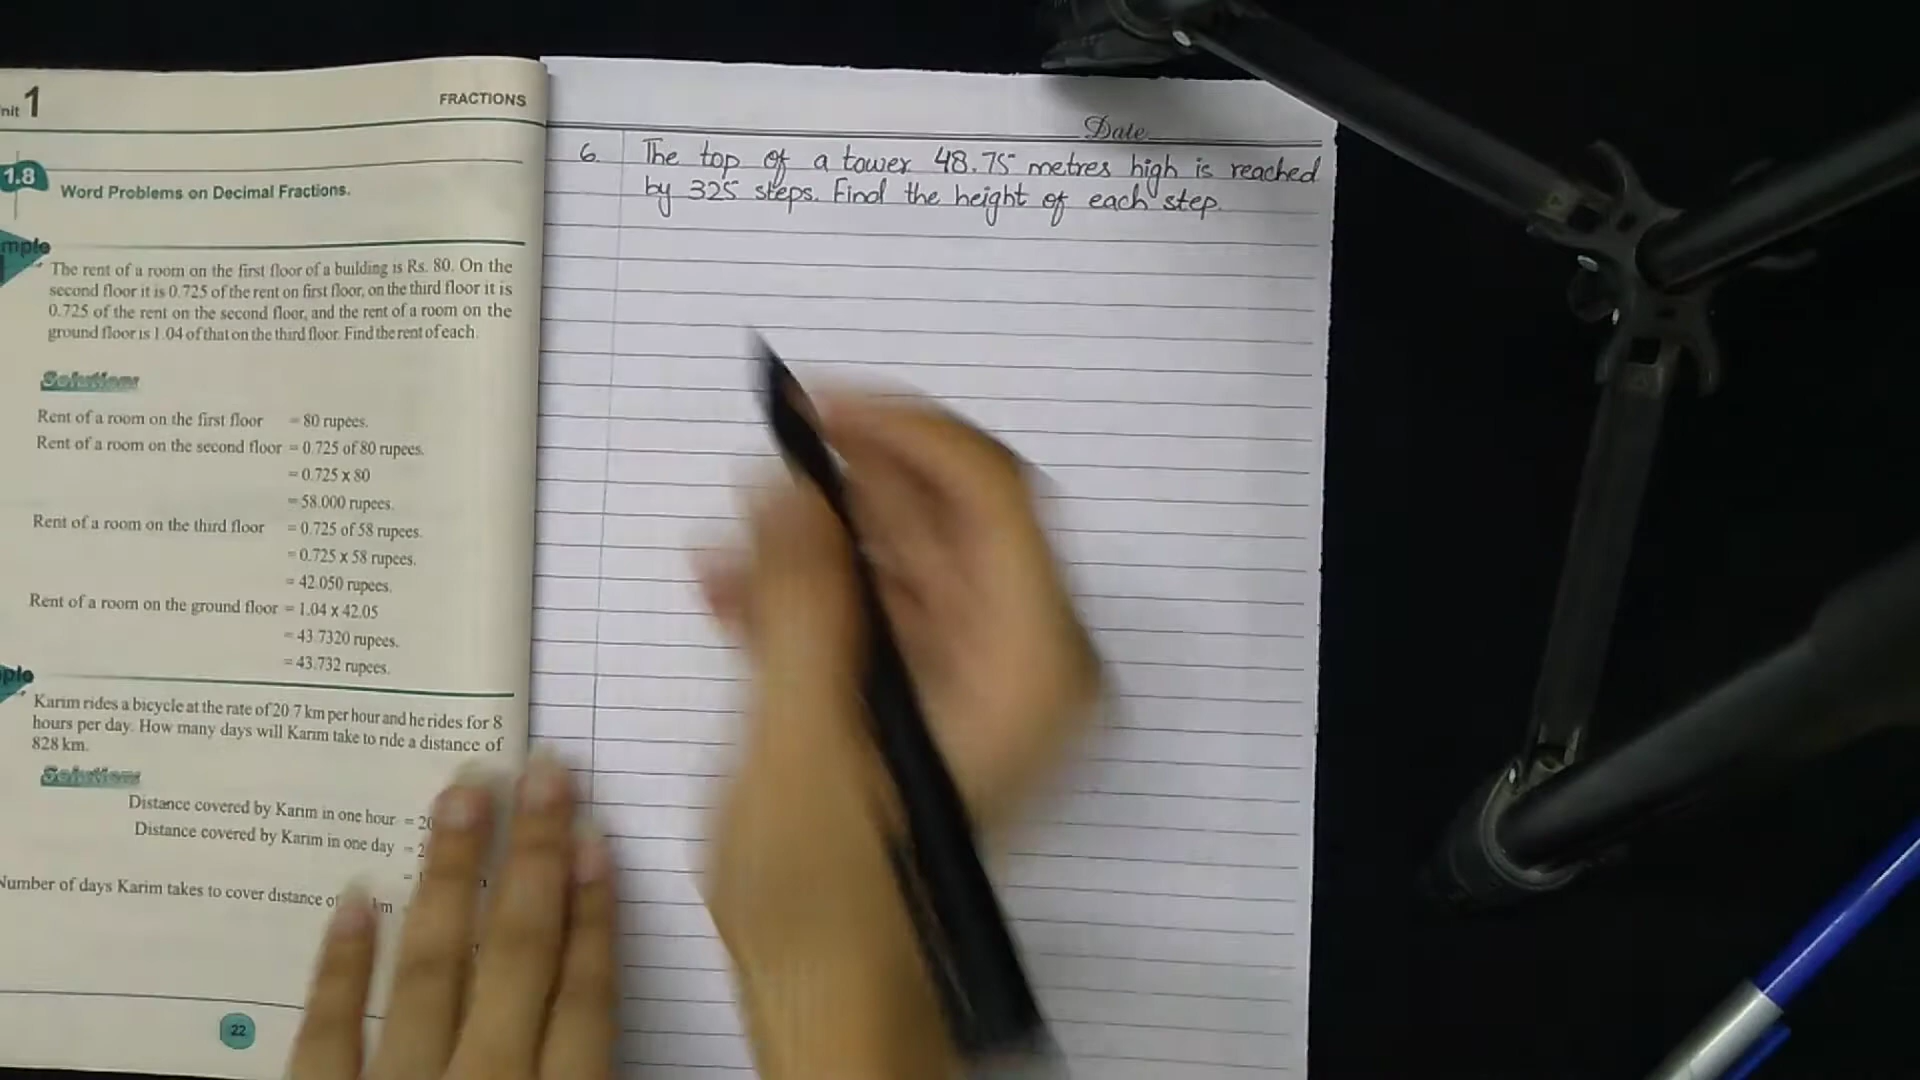 Unit 1
FRACTIONS
1.8
Word Problems on Decimal Fractions.
The rent of a room on the first floor of a building is Rs. 80. On the
second floor it is 0.725 of the rent on first floor, on the third floor it is
0.725 of the rent on the second floor, and the rent of a room on the
ground floor is 1.04 of that on the third floor. Find the rent of each.
Solution:
Rent of a room on the first floor = 80 rupees.
Rent of a room on the second floor = 0.725 of 80 rupees.
= 0.725 x 80
= 58.000 rupees.
Rent of a room on the third floor = 0.725 of 58 rupees.
= 0.725 x 58 rupees.
= 42.050 rupees.
Rent of a room on the ground floor = 1.04 x 42.05
= 43.7320 rupees.
= 43.732 rupees.
Karim rides a bicycle at the rate of 20.7 km per hour and he rides for 8
hours per day. How many days will Karim take to ride a distance of
828 km.
Solution:
Distance covered by Karim in one hour =
Distance covered by Karim in one day =
=
Number of days Karim takes to cover distance of km
22
Date
6. The top of a tower 48.75 metres high is reached
by 325 steps. Find the height of each step.